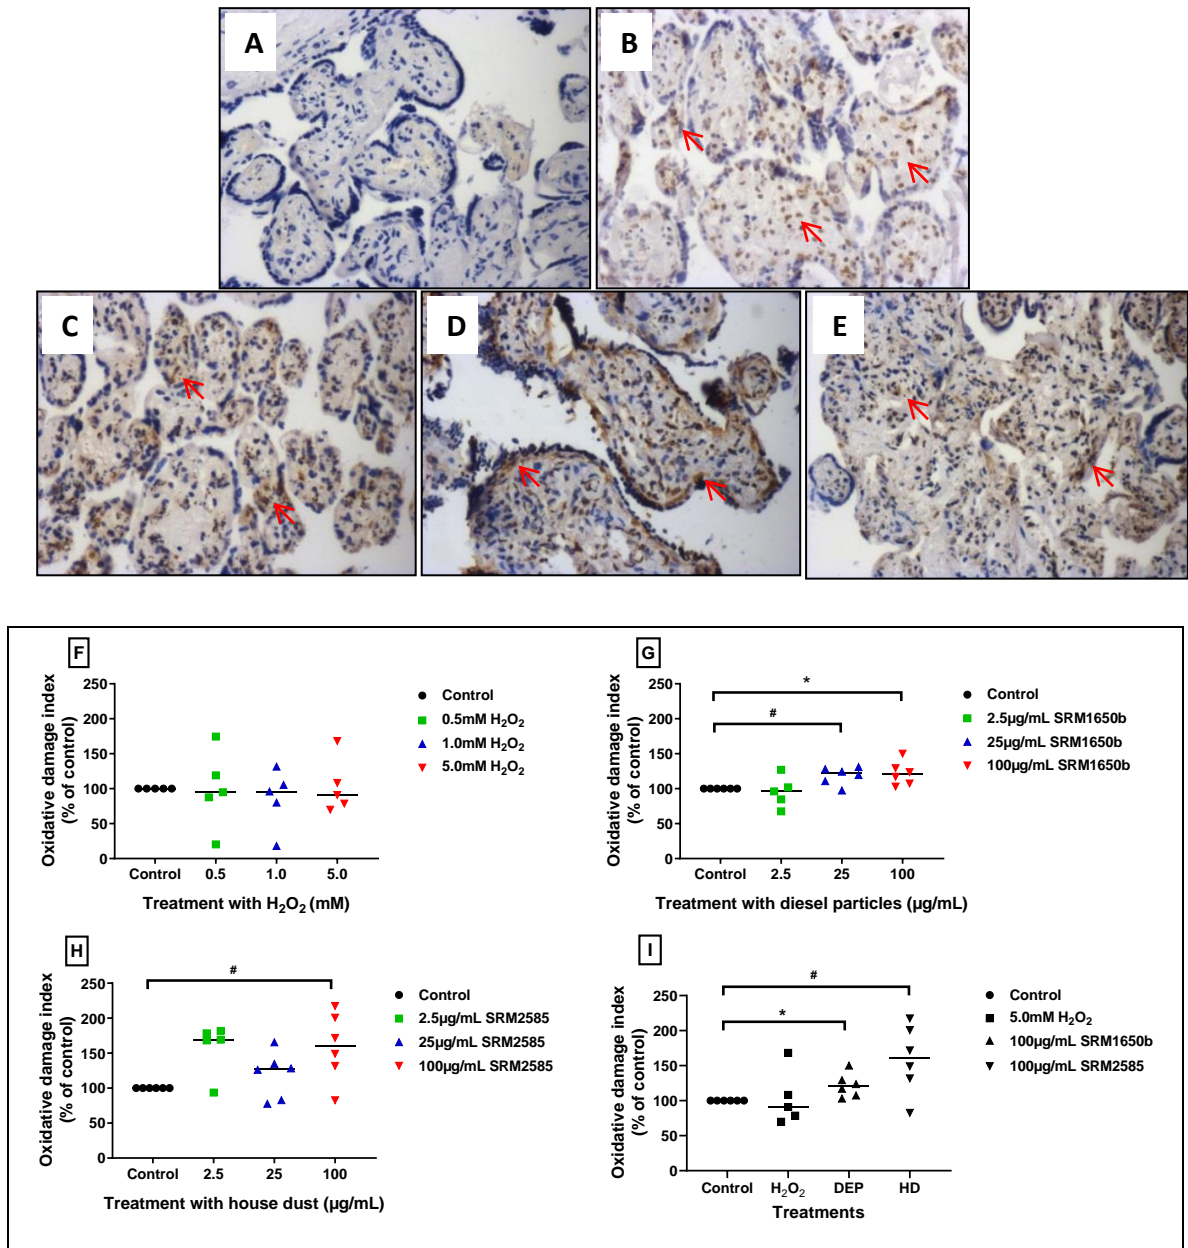 A
B
C
D
E
F
Oxidative damage index
(% of control)
250
200
150
100
50
0
Control
0.5
1.0
5.0
Treatment with H₂O₂ (mM)
Control
0.5mM H₂O₂
1.0mM H₂O₂
5.0mM H₂O₂
G
Oxidative damage index
(% of control)
250
200
150
100
50
0
*
#
Control
2.5
25
100
Treatment with diesel particles (µg/mL)
Control
2.5µg/mL SRM1650b
25µg/mL SRM1650b
100µg/mL SRM1650b
H
Oxidative damage index
(% of control)
250
200
150
100
50
0
#
Control
2.5
25
100
Treatment with house dust (µg/mL)
Control
2.5µg/mL SRM2585
25µg/mL SRM2585
100µg/mL SRM2585
I
Oxidative damage index
(% of control)
250
200
150
100
50
0
#
*
Control
H₂O₂
DEP
HD
Treatments
Control
5.0mM H₂O₂
100µg/mL SRM1650b
100µg/mL SRM2585